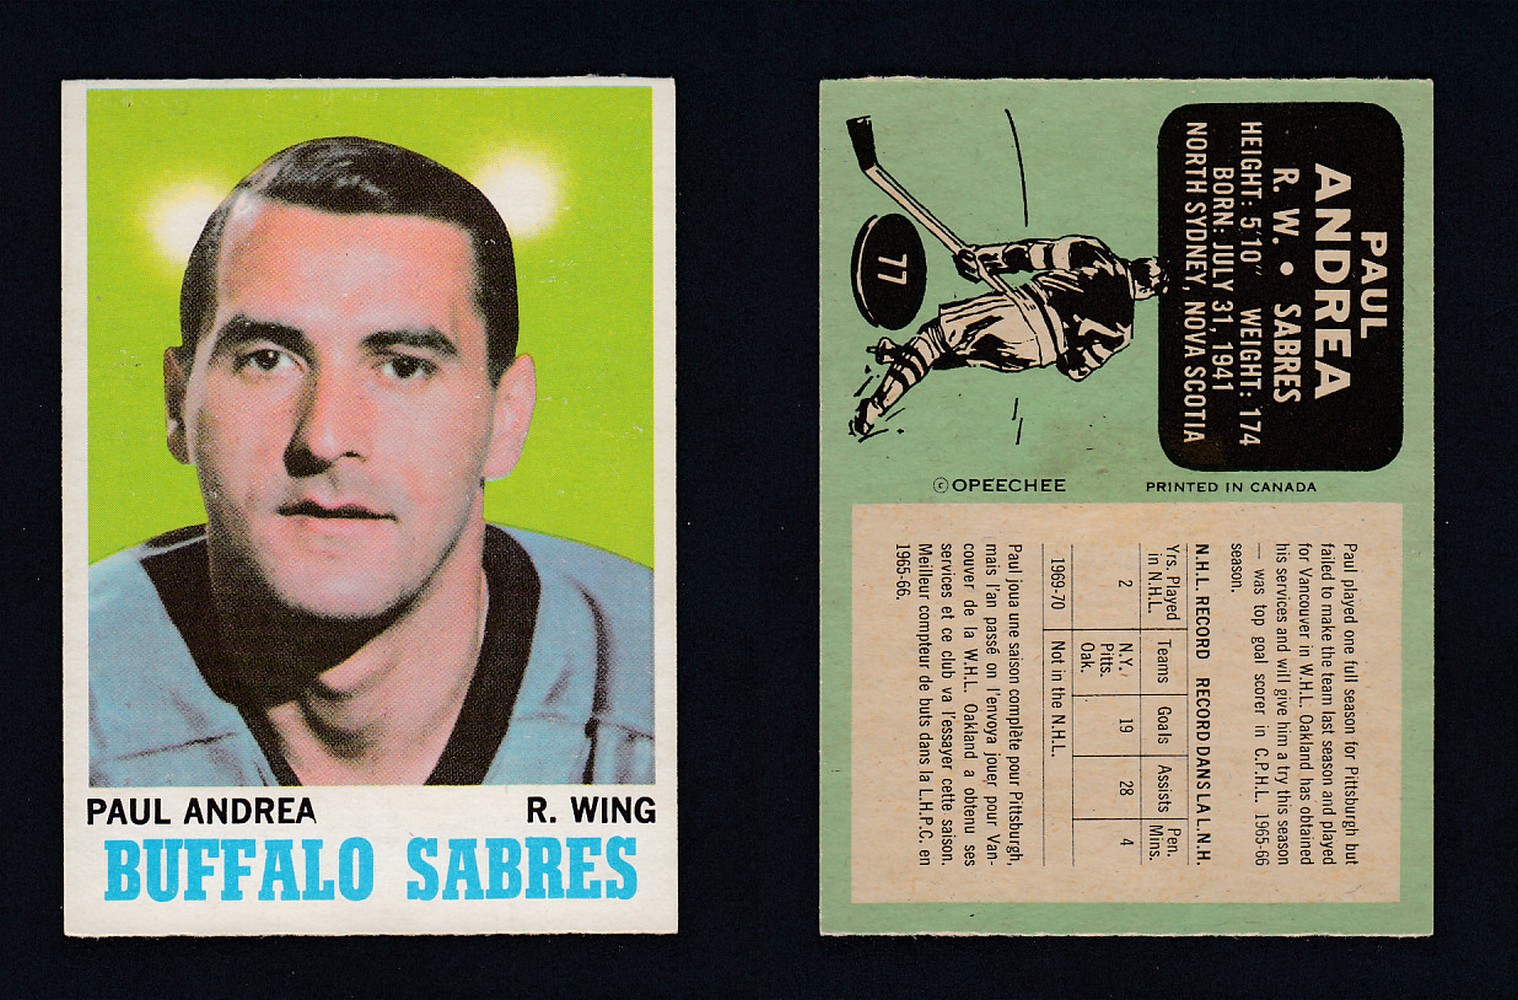 PAUL ANDREA
R. WING
BUFFALO SABRES
PAUL
ANDREA
R. W. • SABRES
HEIGHT: 5'10" WEIGHT: 174
BORN: JULY 31, 1941
NORTH SYDNEY, NOVA SCOTIA
77
©OPEECHEE
PRINTED IN CANADA
Paul played one full season for Pittsburgh but
failed to make the team last season and played
for Vancouver in W.H.L. Oakland has obtained
his services and will give him a try this season
— was top goal scorer in C.P.H.L. 1965-66
season.
N.H.L. RECORD RECORD DANS LA L.N.H.
Yrs. Played in N.H.L. Teams Goals Assists Pen. Mins.
2 N.Y. Pitts. Oak. 19 28 4
1969-70 Not in the N.H.L.
Paul joua une saison complète pour Pittsburgh,
mais l'an passé on l'envoya jouer pour Van-
couver de la W.H.L. Oakland a obtenu ses
services et ce club va l'essayer cette saison.
Meilleur compteur de buts dans la L.H.P.C. en
1965-66.